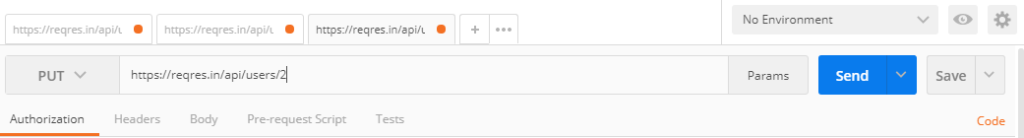 https://reqres.in/api/u https://reqres.in/api/u https://reqres.in/api/u + ••• No Environment
PUT https://reqres.in/api/users/2 Params Send Save
Authorization Headers Body Pre-request Script Tests Code